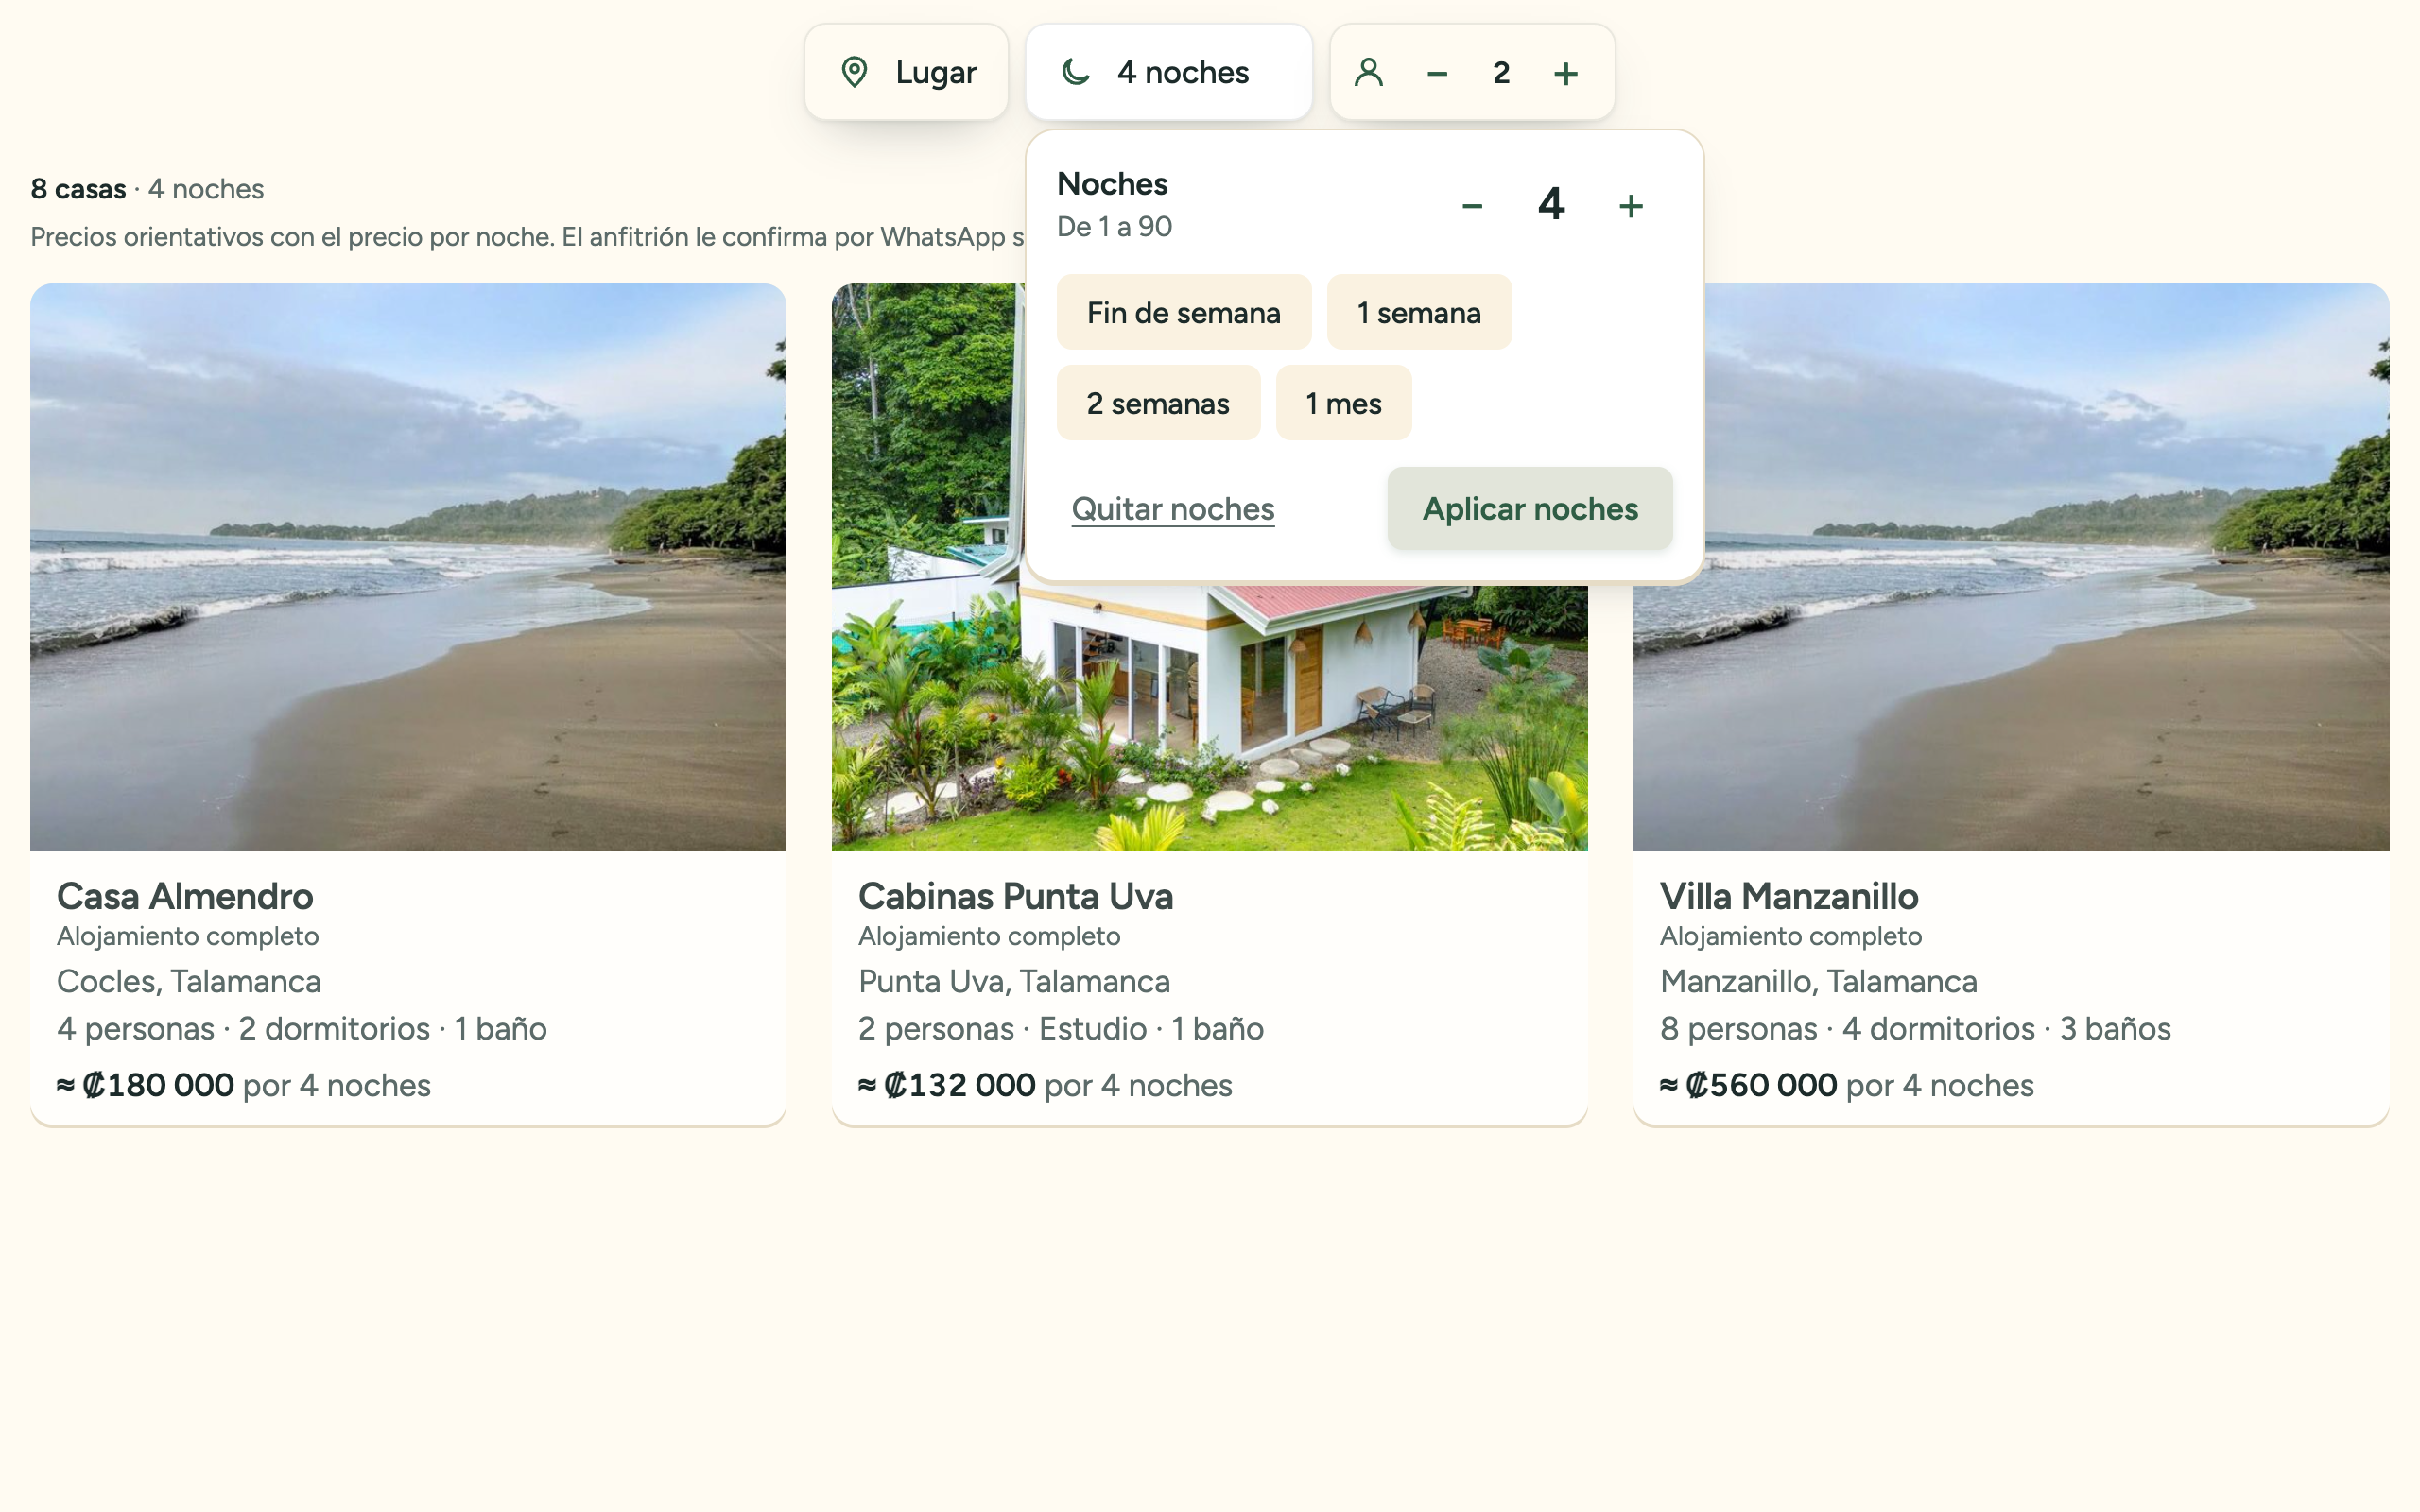 Lugar
4 noches
− 2 +
8 casas · 4 noches
Precios orientativos con el precio por noche. El anfitrión le confirma por WhatsApp
Noches
De 1 a 90
− 4 +
Fin de semana
1 semana
2 semanas
1 mes
Quitar noches
Aplicar noches
Casa Almendro
Alojamiento completo
Cocles, Talamanca
4 personas · 2 dormitorios · 1 baño
≈ ₡180 000 por 4 noches
Cabinas Punta Uva
Alojamiento completo
Punta Uva, Talamanca
2 personas · Estudio · 1 baño
≈ ₡132 000 por 4 noches
Villa Manzanillo
Alojamiento completo
Manzanillo, Talamanca
8 personas · 4 dormitorios · 3 baños
≈ ₡560 000 por 4 noches